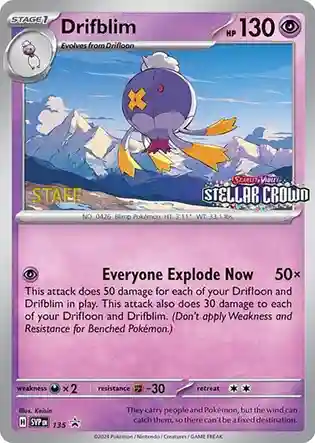 STAGE 1
Drifblim
HP 130
Evolves from Drifloon
STAFF
SCARLET & VIOLET
STELLAR CROWN
NO. 0426 Blimp Pokémon HT: 3'11" WT: 33.1 lbs.
Everyone Explode Now 50×
This attack does 50 damage for each of your Drifloon and
Drifblim in play. This attack also does 30 damage to each
of your Drifloon and Drifblim. (Don't apply Weakness and
Resistance for Benched Pokémon.)
weakness ×2 resistance -30 retreat
Illus. Keisin
H SVP EN 135
They carry people and Pokémon, but the wind can
catch them, so there's no
©2024 Pokémon / Nintendo / Creatures / GAME FREAK